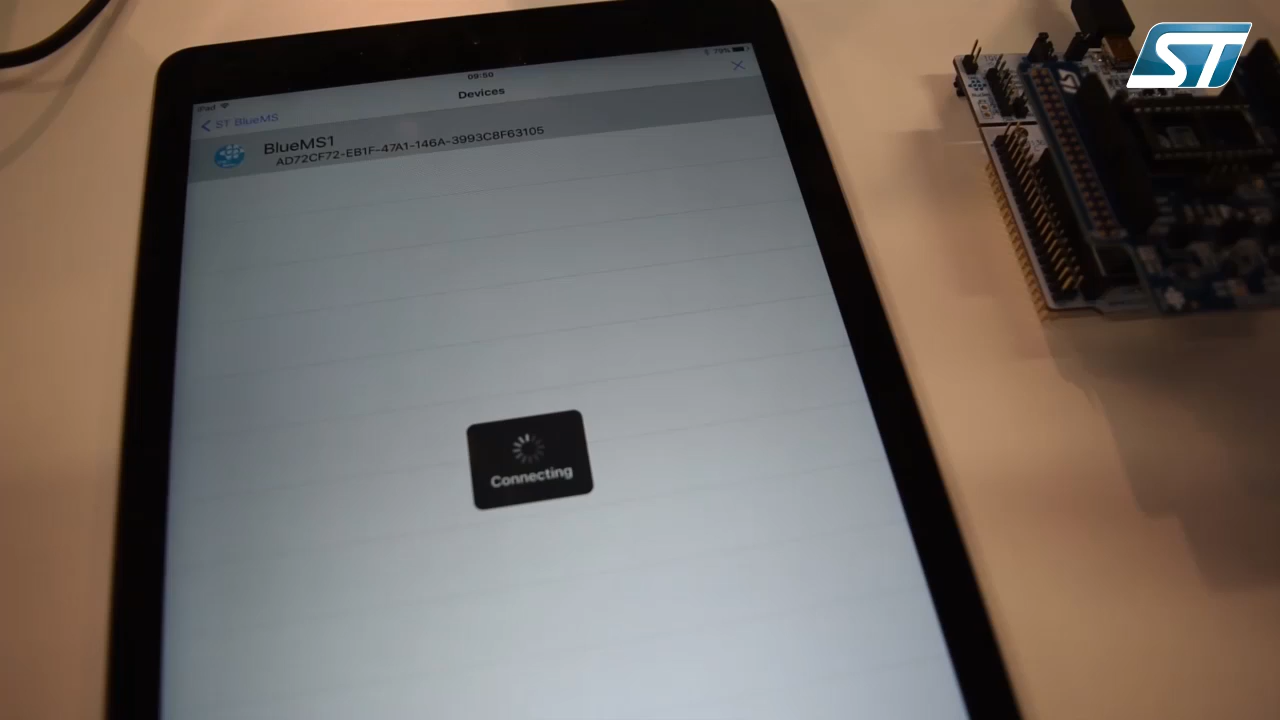 iPad
09:50
79%
ST BlueMS
Devices
BlueMS1
AD72CF72-EB1F-47A1-146A-3993C8F63105
Connecting
ST